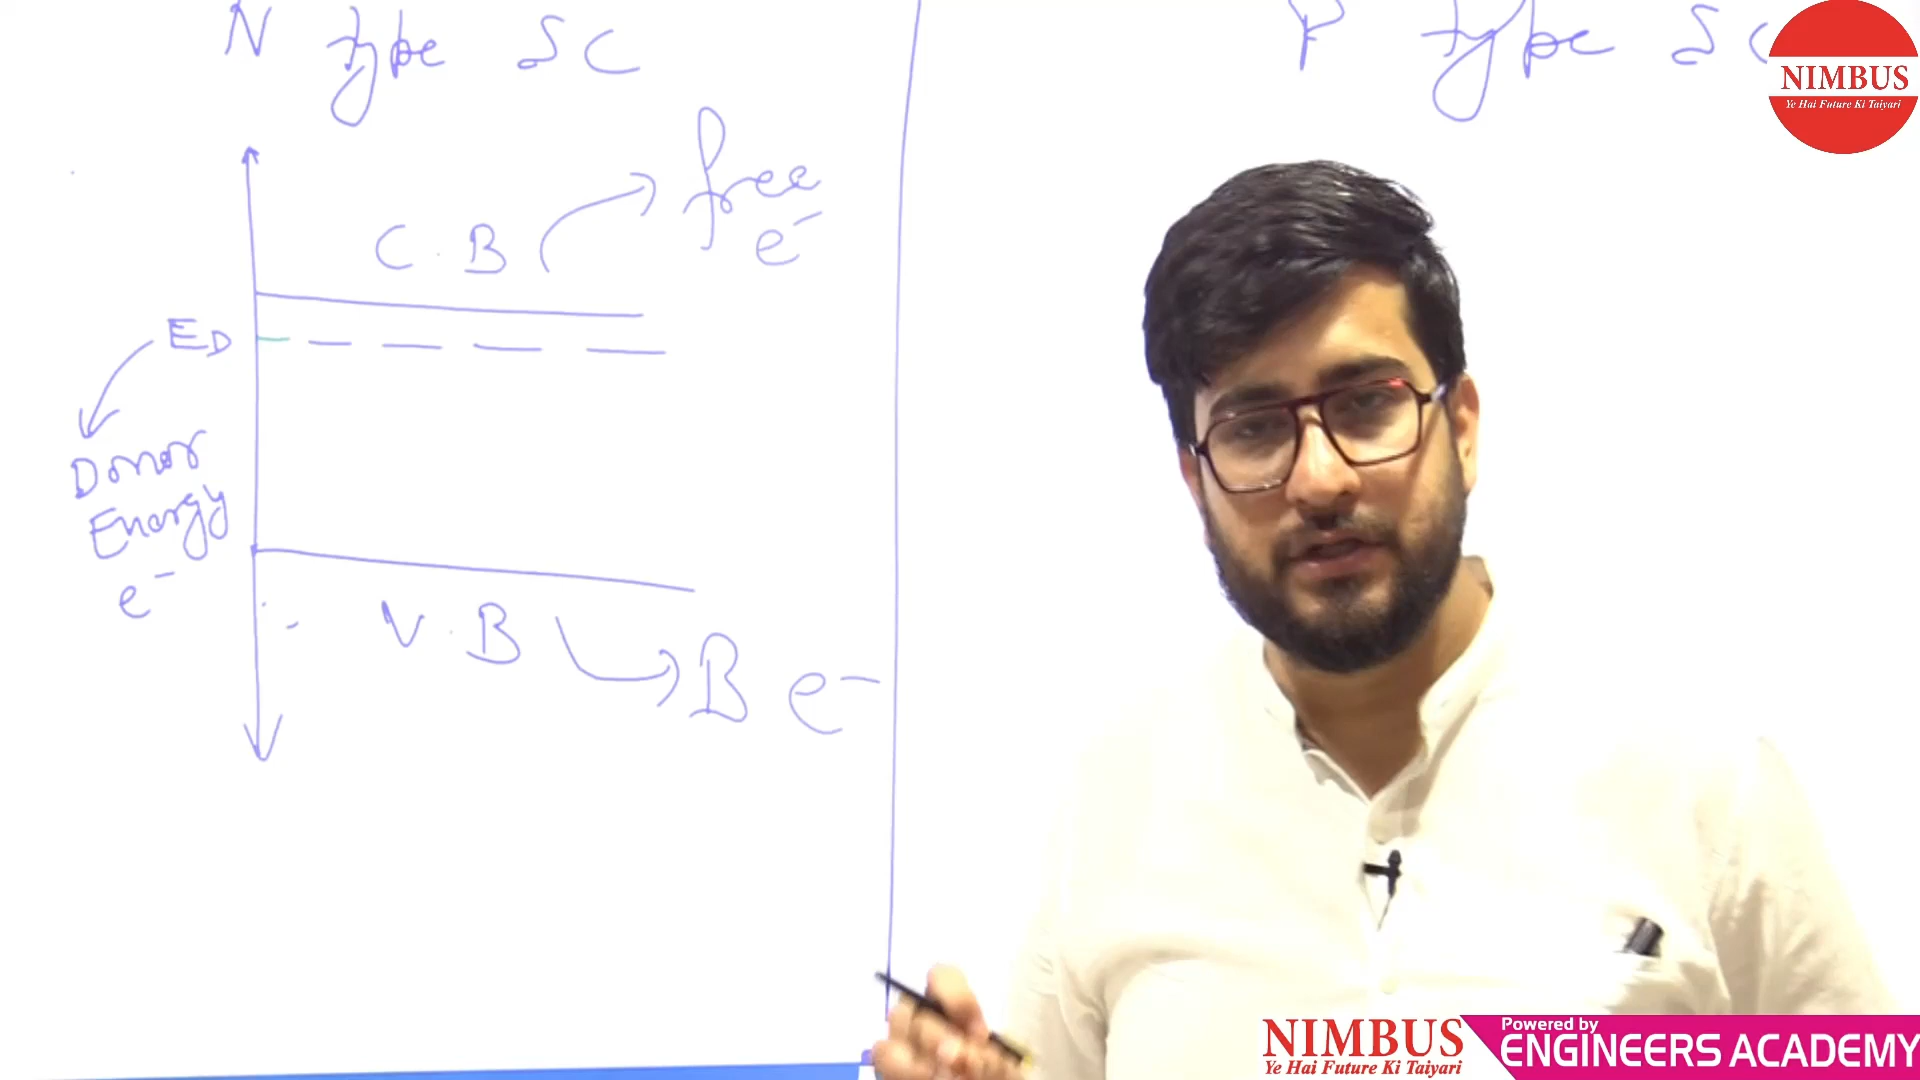 N type SC
P type SC
NIMBUS
Ye Hai Future Ki Taiyari
free
e⁻
C.B
ED
Donor
Energy
e⁻
V.B
B e⁻
NIMBUS
Ye Hai Future Ki Taiyari
Powered by
ENGINEERS ACADEMY